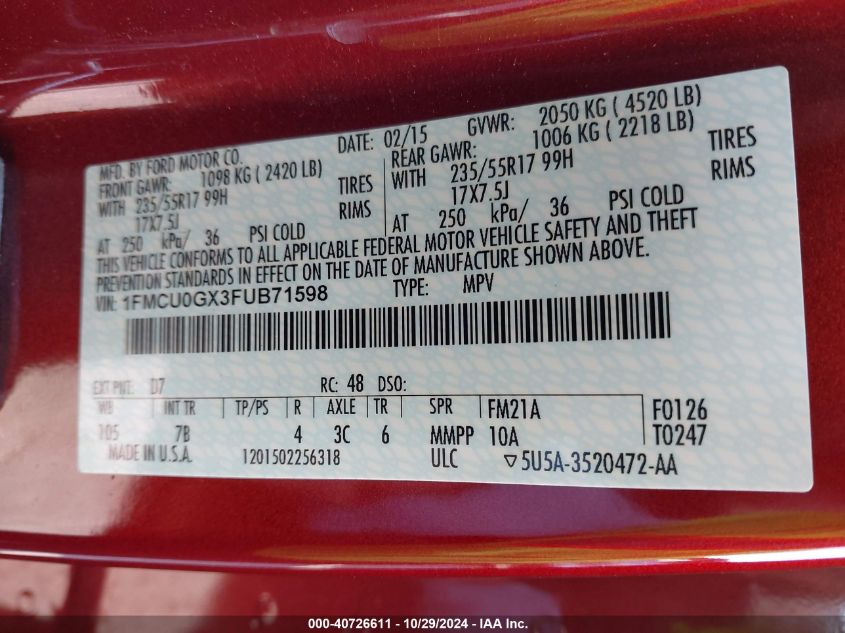 MFD. BY FORD MOTOR CO.
DATE: 02/15 GVWR: 2050 KG ( 4520 LB)
FRONT GAWR: 1098 KG ( 2420 LB)
REAR GAWR: 1006 KG ( 2218 LB)
WITH 235/55R17 99H TIRES
WITH 235/55R17 99H TIRES
17X7.5J RIMS
17X7.5J RIMS
AT 250 kPa/ 36 PSI COLD
AT 250 kPa/ 36 PSI COLD
THIS VEHICLE CONFORMS TO ALL APPLICABLE FEDERAL MOTOR VEHICLE SAFETY AND THEFT
PREVENTION STANDARDS IN EFFECT ON THE DATE OF MANUFACTURE SHOWN ABOVE.
VIN: 1FMCU0GX3FUB71598 TYPE: MPV
EXT PNT: D7 RC: 48 DSO:
WB INT TR TP/PS R AXLE TR SPR FM21A F0126
105 7B 4 3C 6 MMPP 10A T0247
MADE IN U.S.A. 1201502256318 ULC ▽5U5A-3520472-AA
000-40726611 - 10/29/2024 - IAA Inc.